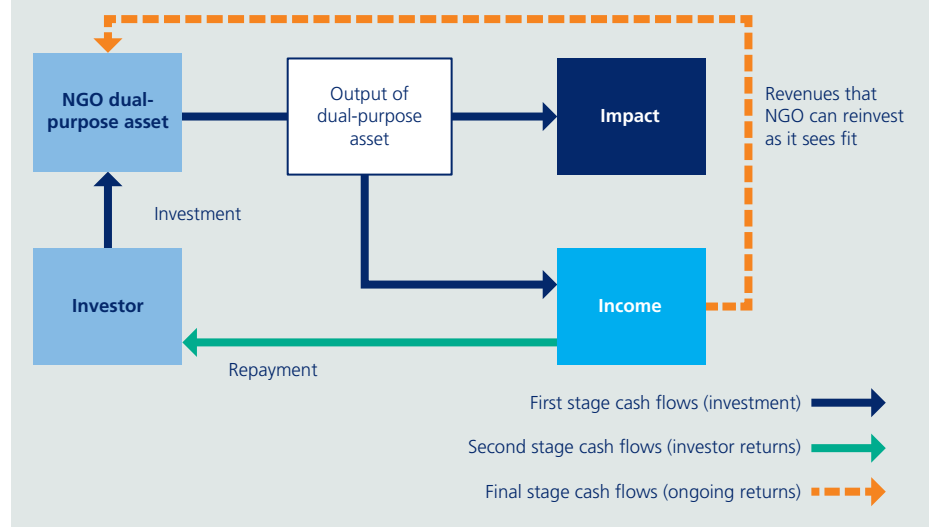 NGO dual-
purpose asset
Output of
dual-purpose
asset
Impact
Revenues that
NGO can reinvest
as it sees fit
Investment
Investor
Income
Repayment
First stage cash flows (investment)
Second stage cash flows (investor returns)
Final stage cash flows (ongoing returns)